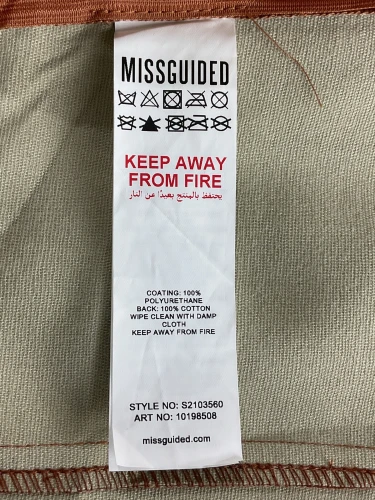 MISSGUIDED
KEEP AWAY
FROM FIRE
يحتفظ بالمنتج بعيدًا عن النار
COATING: 100%
POLYURETHANE
BACK: 100% COTTON
WIPE CLEAN WITH DAMP
CLOTH
KEEP AWAY FROM FIRE
STYLE NO: S2103560
ART NO: 10198508
missguided.com